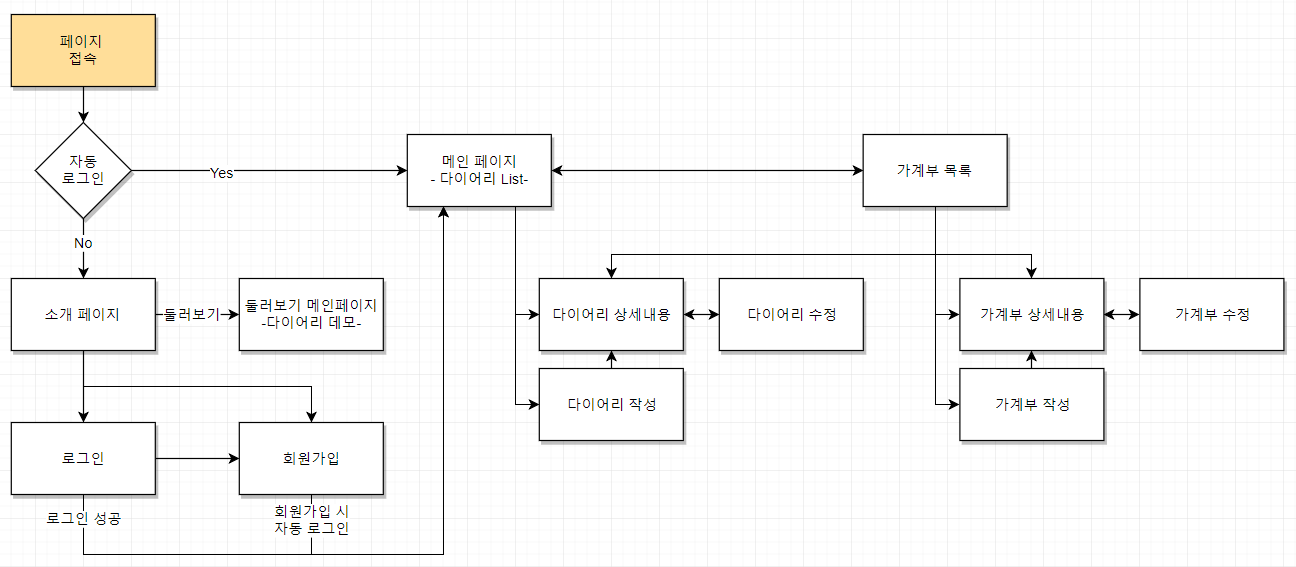 페이지
접속
자동
로그인
Yes
메인 페이지
- 다이어리 List-
가계부 목록
No
소개 페이지
둘러보기
둘러보기 메인페이지
-다이어리 데모-
다이어리 상세내용
다이어리 수정
가계부 상세내용
가계부 수정
다이어리 작성
가계부 작성
로그인
회원가입
로그인 성공
회원가입 시
자동 로그인